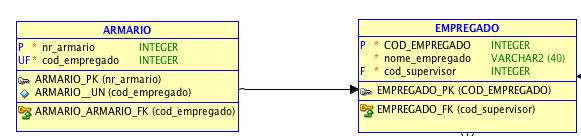 ARMARIO
P * nr_armario INTEGER
UF * cod_empregado INTEGER
ARMARIO_PK (nr_armario)
ARMARIO__UN (cod_empregado)
ARMARIO_ARMARIO_FK (cod_empregado)
EMPREGADO
P * COD_EMPREGADO INTEGER
* nome_empregado VARCHAR2 (40)
F * cod_supervisor INTEGER
EMPREGADO_PK (COD_EMPREGADO)
EMPREGADO_FK (cod_supervisor)